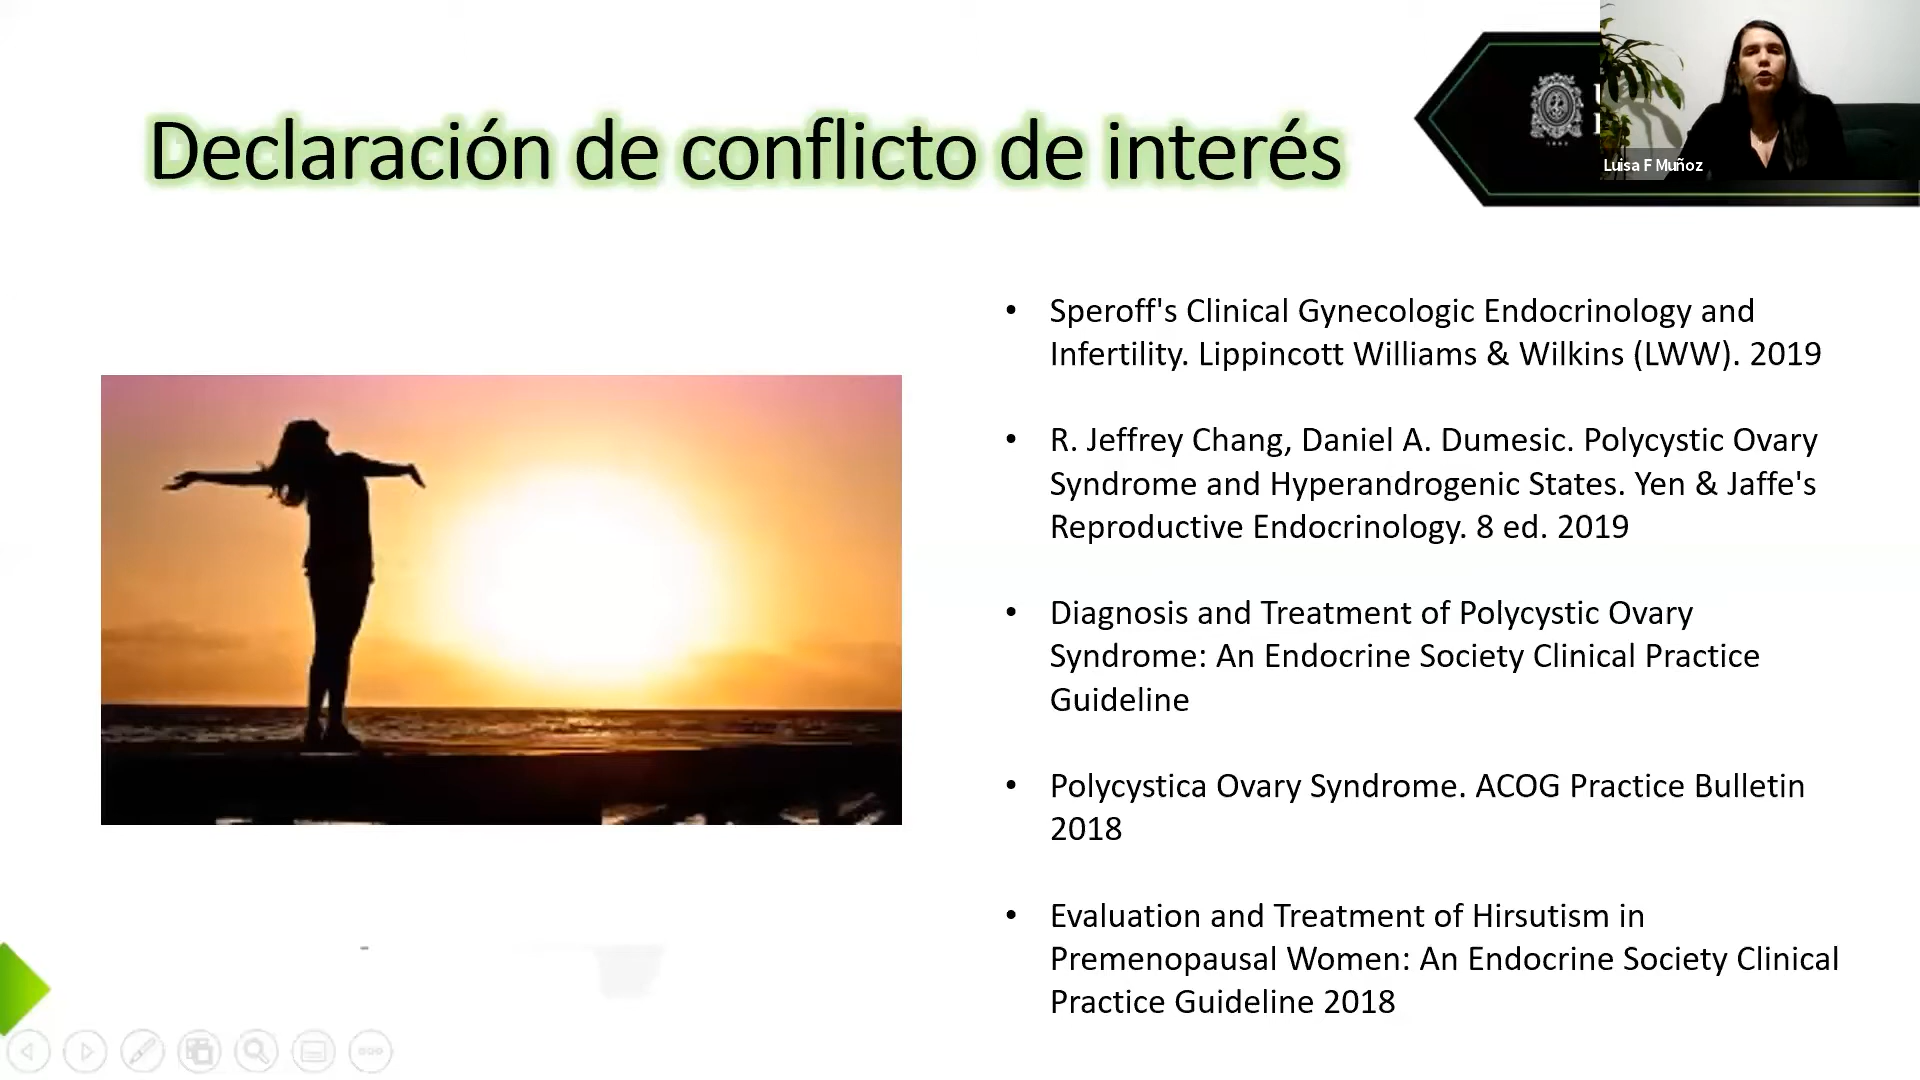 Declaración de conflicto de interés
Luisa F Muñoz
• Speroff's Clinical Gynecologic Endocrinology and
Infertility. Lippincott Williams & Wilkins (LWW). 2019
• R. Jeffrey Chang, Daniel A. Dumesic. Polycystic Ovary
Syndrome and Hyperandrogenic States. Yen & Jaffe's
Reproductive Endocrinology. 8 ed. 2019
• Diagnosis and Treatment of Polycystic Ovary
Syndrome: An Endocrine Society Clinical Practice
Guideline
• Polycystica Ovary Syndrome. ACOG Practice Bulletin
2018
• Evaluation and Treatment of Hirsutism in
Premenopausal Women: An Endocrine Society Clinical
Practice Guideline 2018